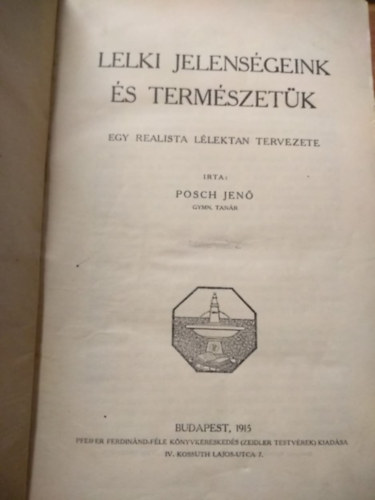 LELKI JELENSÉGEINK
ÉS TERMÉSZETÜK
EGY REALISTA LÉLEKTAN TERVEZETE
IRTA:
POSCH JENŐ
GYMN. TANÁR
BUDAPEST, 1915
PFEIFER FERDINÁND-FÉLE KÖNYVKERESKEDÉS (ZEIDLER TESTVÉREK) KIADÁSA
IV. KOSSUTH LAJOS-UTCA 7.